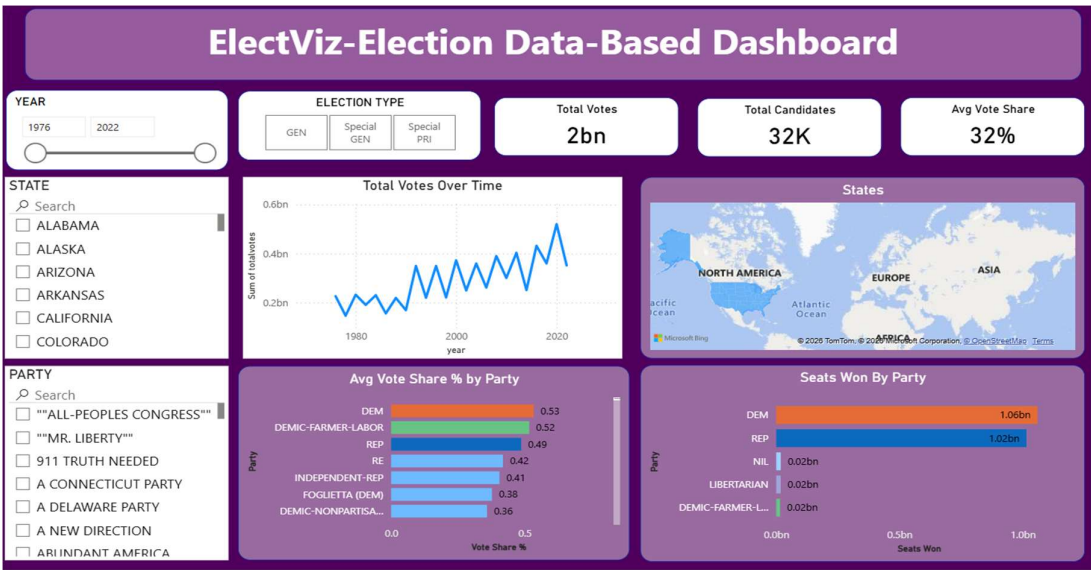 ElectViz-Election Data-Based Dashboard
YEAR
1976 2022
ELECTION TYPE
GEN
Special GEN
Special PRI
Total Votes
2bn
Total Candidates
32K
Avg Vote Share
32%
STATE
Search
ALABAMA
ALASKA
ARIZONA
ARKANSAS
CALIFORNIA
COLORADO
Total Votes Over Time
0.6bn
0.4bn
0.2bn
Sum of totalvotes
1980 2000 2020
year
States
NORTH AMERICA
EUROPE
ASIA
acific
cean
Atlantic
Ocean
AFRICA
Microsoft Bing
© 2026 TomTom, © 2026 Microsoft Corporation, © OpenStreetMap Terms
PARTY
Search
""ALL-PEOPLES CONGRESS""
""MR. LIBERTY""
911 TRUTH NEEDED
A CONNECTICUT PARTY
A DELAWARE PARTY
A NEW DIRECTION
ABUNDANT AMERICA
Avg Vote Share % by Party
Party
DEM 0.53
DEMIC-FARMER-LABOR 0.52
REP 0.49
RE 0.42
INDEPENDENT-REP 0.41
FOGLIETTA (DEM) 0.38
DEMIC-NONPARTISA... 0.36
0.0 0.5
Vote Share %
Seats Won By Party
Party
DEM 1.06bn
REP 1.02bn
NIL 0.02bn
LIBERTARIAN 0.02bn
DEMIC-FARMER-L... 0.02bn
0.0bn 0.5bn 1.0bn
Seats Won